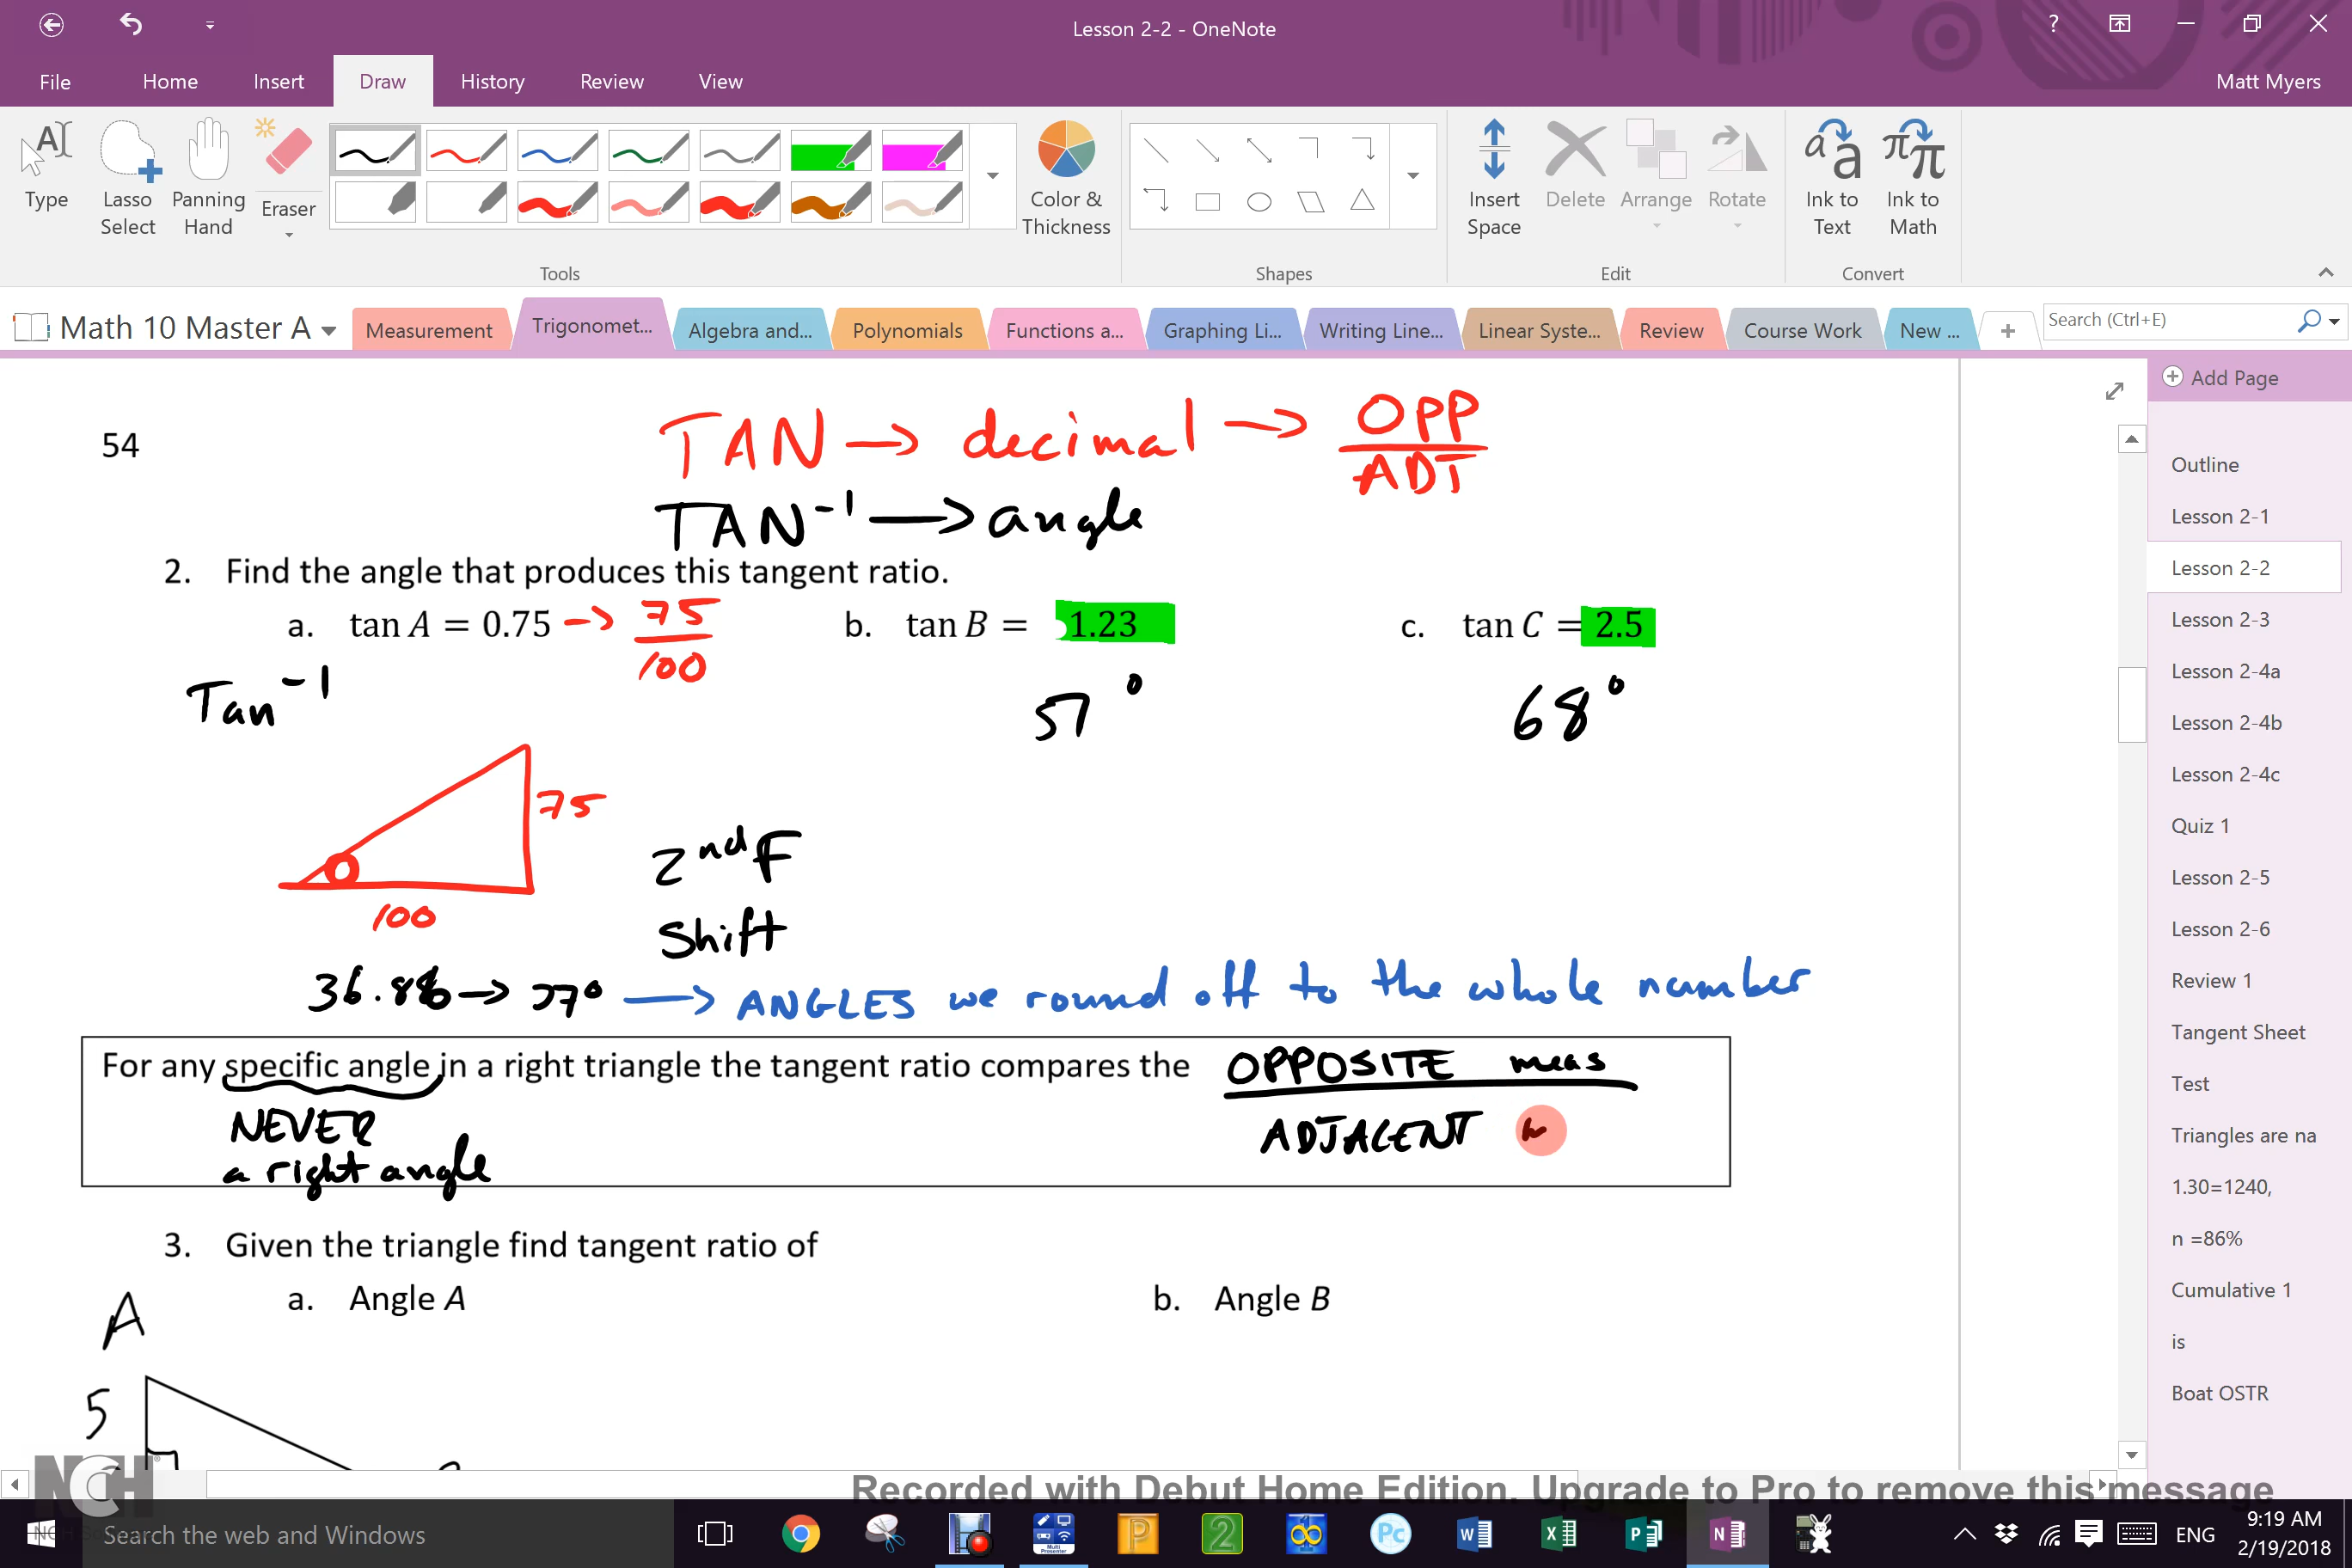 Lesson 2-2 - OneNote
?
File Home Insert Draw History Review View Matt Myers
Type
Lasso Select
Panning Hand
Eraser
Color & Thickness
Insert Space
Delete
Arrange
Rotate
Ink to Text
Ink to Math
Tools Shapes Edit Convert
Math 10 Master A
Measurement Trigonomet... Algebra and... Polynomials Functions a... Graphing Li... Writing Line... Linear Syste... Review Course Work New ... +
Search (Ctrl+E)
Add Page
54
TAN → decimal → OPP
ADJ
TAN⁻¹ → angle
2. Find the angle that produces this tangent ratio.
a. tan A = 0.75 → 75
100
b. tan B = 1.23
c. tan C = 2.5
Tan⁻¹
57°
68°
75
100
2ndF
Shift
→ ANGLES we round off to the whole number
For any specific angle in a right triangle the tangent ratio compares the OPPOSITE meas
ADJACENT
NEVER
a right angle
3. Given the triangle find tangent ratio of
a. Angle A
b. Angle B
A
5
Outline
Lesson 2-1
Lesson 2-2
Lesson 2-3
Lesson 2-4a
Lesson 2-4b
Lesson 2-4c
Quiz 1
Lesson 2-5
Lesson 2-6
Review 1
Tangent Sheet
Test
Triangles are na
1.30=1240,
n =86%
Cumulative 1
is
Boat OSTR
NCH
Recorded with Debut Home Edition. Upgrade to Pro to remove this message
Search the web and Windows
ENG
9:19 AM
2/19/2018